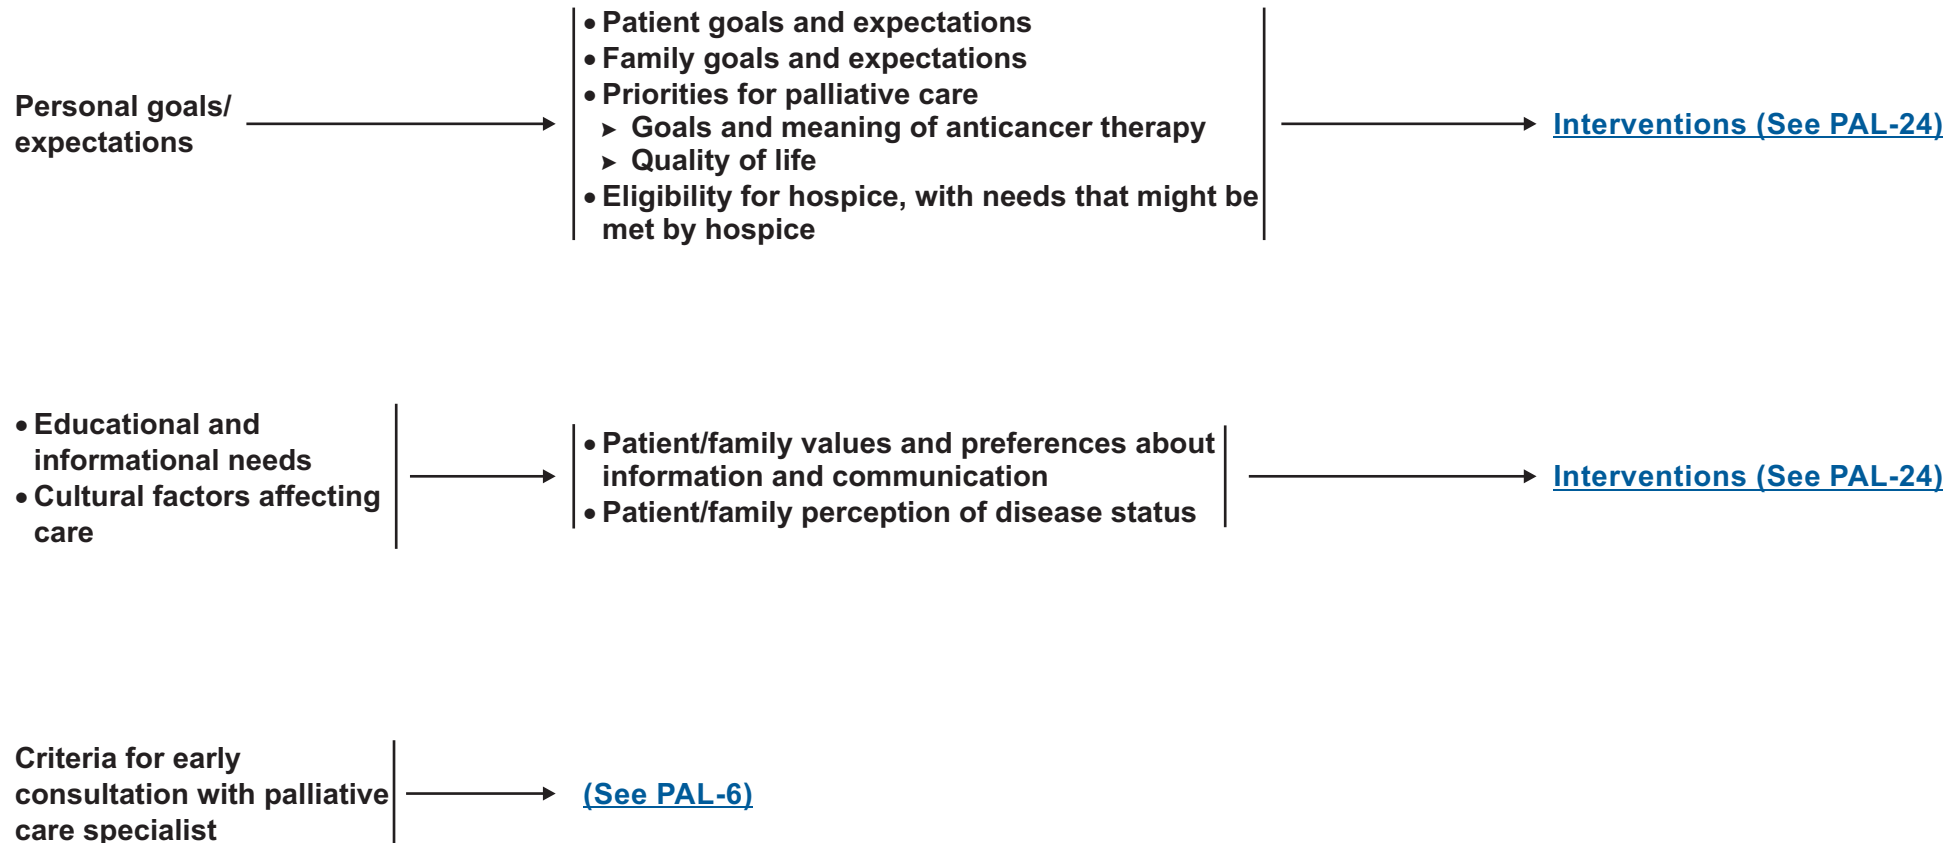 Personal goals/
expectations
• Patient goals and expectations
• Family goals and expectations
• Priorities for palliative care
➤ Goals and meaning of anticancer therapy
➤ Quality of life
• Eligibility for hospice, with needs that might be
met by hospice
Interventions (See PAL-24)
• Educational and
informational needs
• Cultural factors affecting
care
• Patient/family values and preferences about
information and communication
• Patient/family perception of disease status
Interventions (See PAL-24)
Criteria for early
consultation with palliative
care specialist
(See PAL-6)